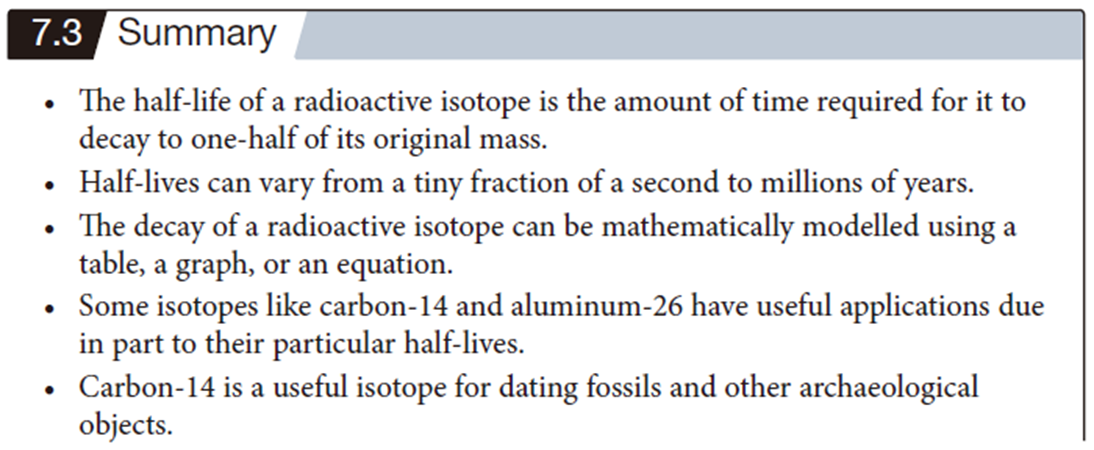 7.3 Summary
• The half-life of a radioactive isotope is the amount of time required for it to
decay to one-half of its original mass.
• Half-lives can vary from a tiny fraction of a second to millions of years.
• The decay of a radioactive isotope can be mathematically modelled using a
table, a graph, or an equation.
• Some isotopes like carbon-14 and aluminum-26 have useful applications due
in part to their particular half-lives.
• Carbon-14 is a useful isotope for dating fossils and other archaeological
objects.